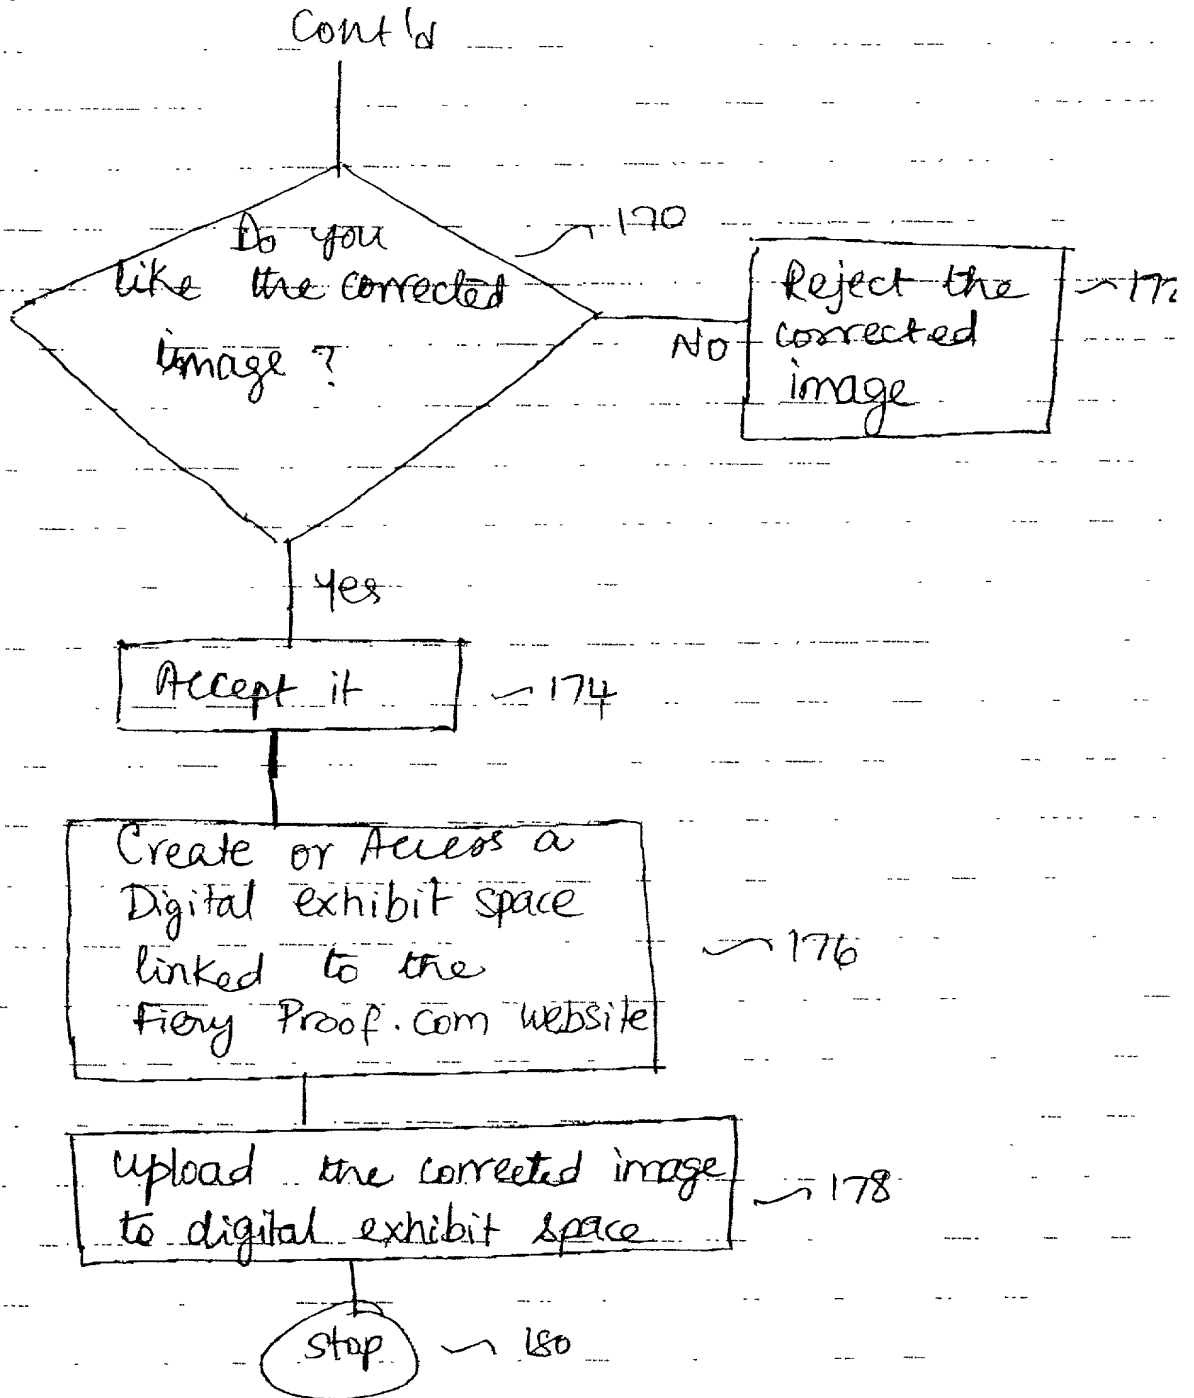 Cont'd
Do you
like the corrected
image ?
170
NO
Reject the
corrected
image
172
Yes
Accept it
174
Create or Access a
Digital exhibit space
linked to the
Fiery Proof.com website
176
Upload the corrected image
to digital exhibit space
178
Stop
180